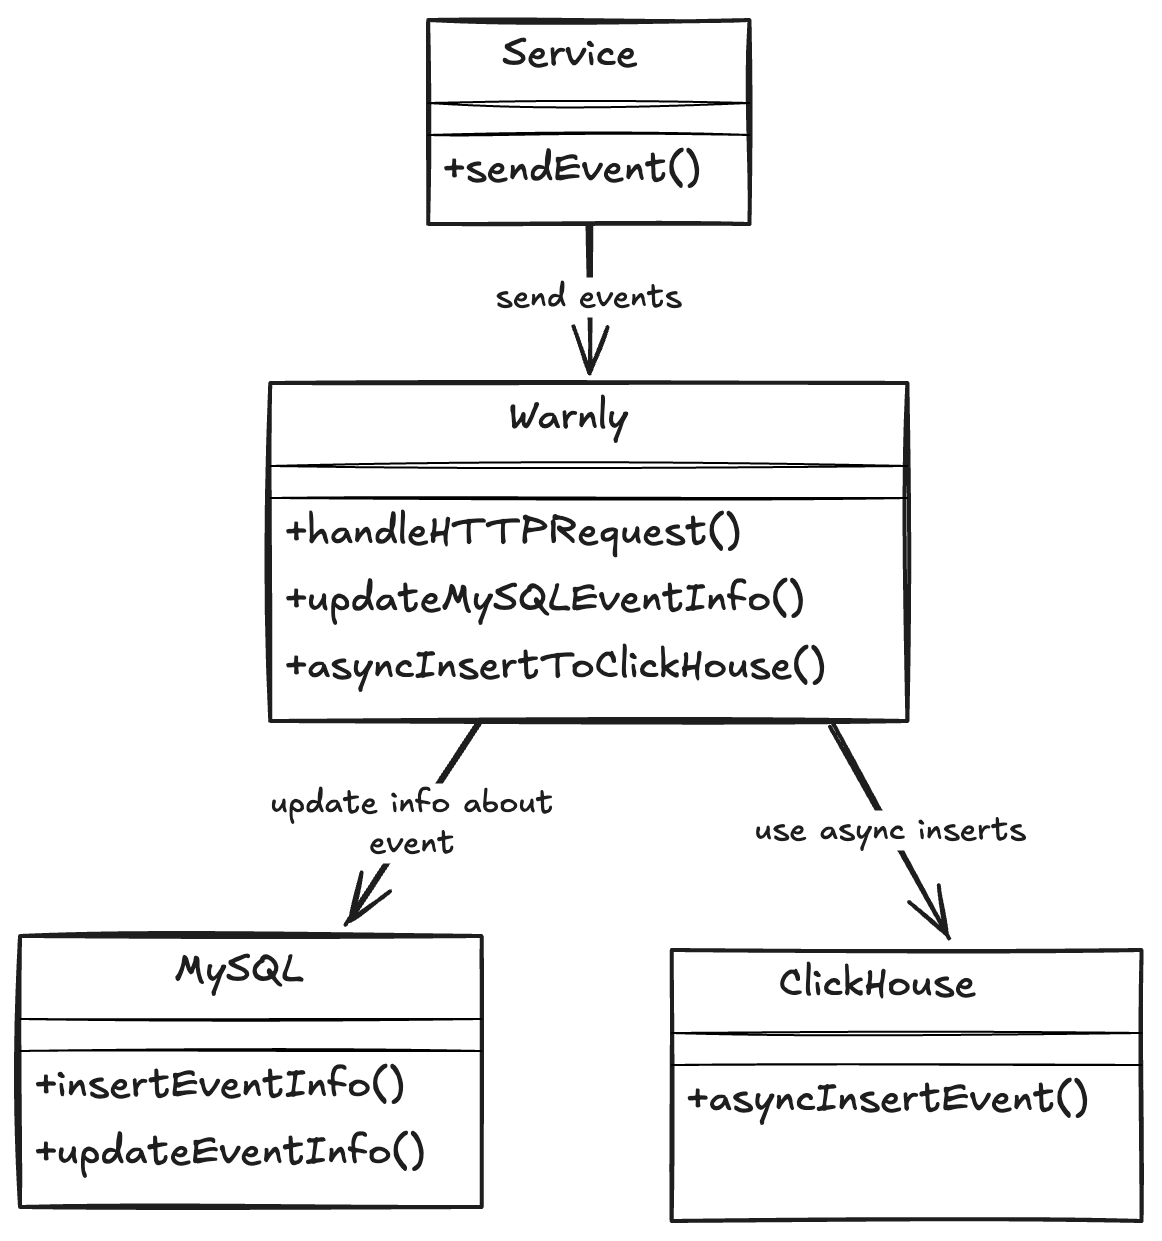 Service
+sendEvent()
send events
Warnly
+handleHTTPRequest()
+updateMySQLEventInfo()
+asyncInsertToClickHouse()
update info about
event
use async inserts
MySQL
+insertEventInfo()
+updateEventInfo()
ClickHouse
+asyncInsertEvent()